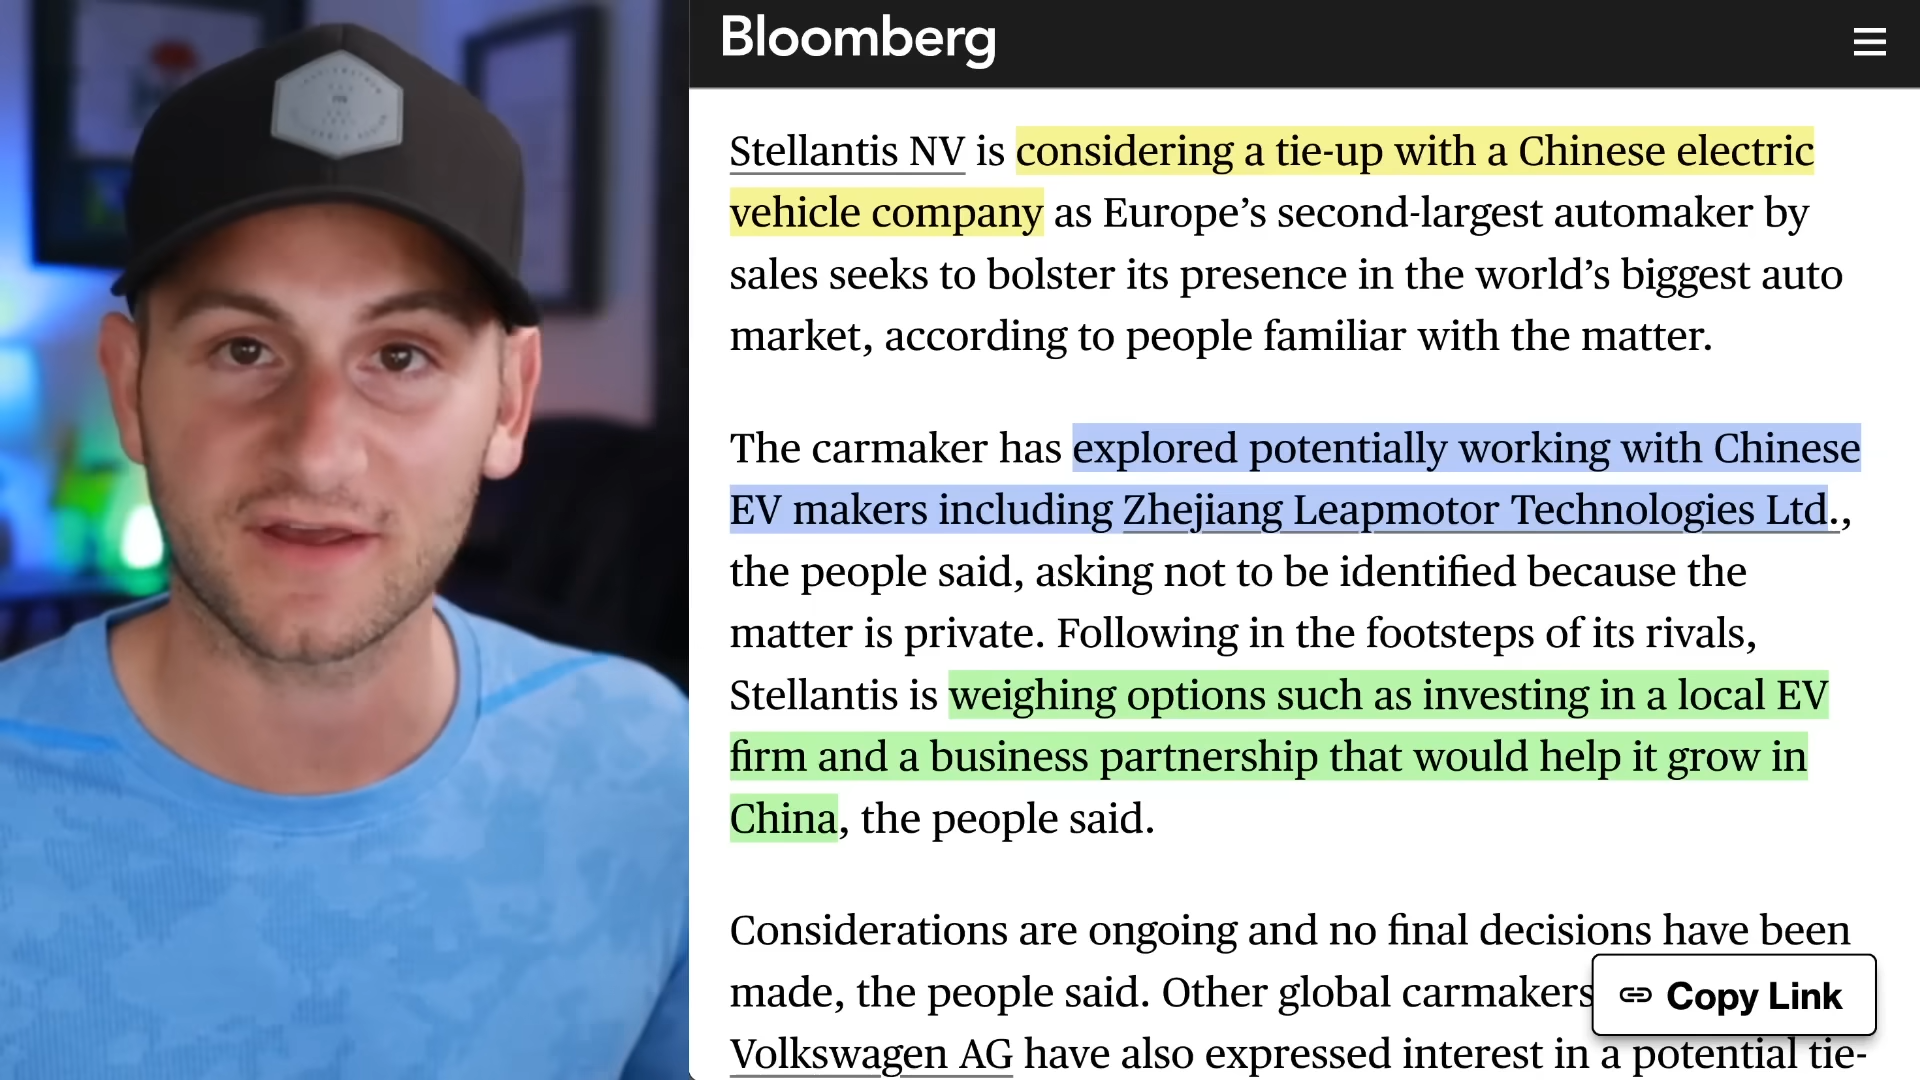 Bloomberg
Stellantis NV is considering a tie-up with a Chinese electric
vehicle company as Europe’s second-largest automaker by
sales seeks to bolster its presence in the world’s biggest auto
market, according to people familiar with the matter.
The carmaker has explored potentially working with Chinese
EV makers including Zhejiang Leapmotor Technologies Ltd.,
the people said, asking not to be identified because the
matter is private. Following in the footsteps of its rivals,
Stellantis is weighing options such as investing in a local EV
firm and a business partnership that would help it grow in
China, the people said.
Considerations are ongoing and no final decisions have been
made, the people said. Other global carmakers
Copy Link
Volkswagen AG have also expressed interest in a potential tie-